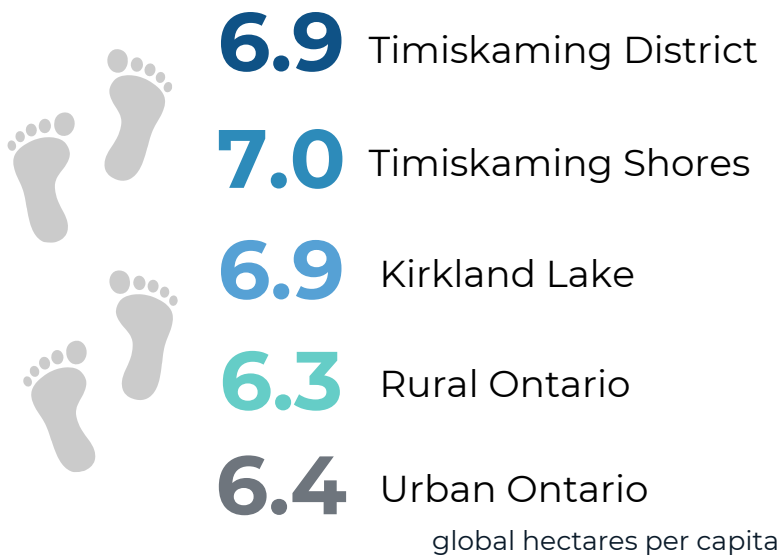 6.9 Timiskaming District
7.0 Timiskaming Shores
6.9 Kirkland Lake
6.3 Rural Ontario
6.4 Urban Ontario
global hectares per capita